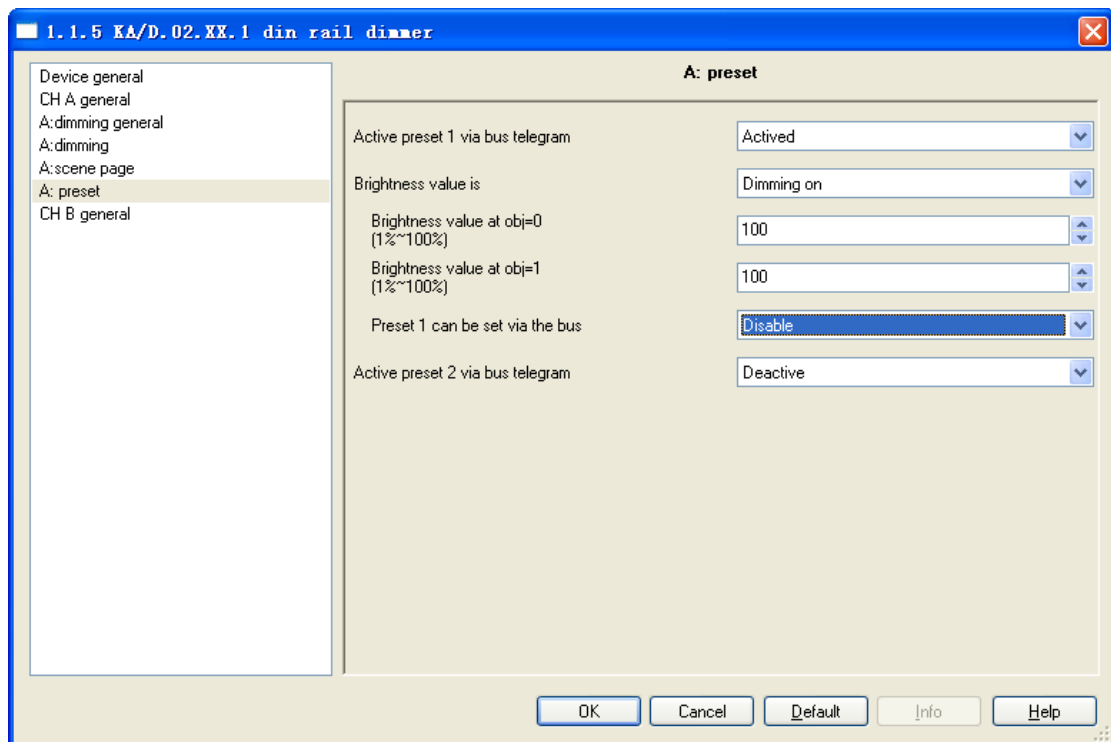 1.1.5 KA/D.02.XX.1 din rail dimmer
Device general
CH A general
A:dimming general
A:dimming
A:scene page
A: preset
CH B general
A: preset
Active preset 1 via bus telegram
Actived
Brightness value is
Dimming on
Brightness value at obj=0
(1%~100%)
100
Brightness value at obj=1
(1%~100%)
100
Preset 1 can be set via the bus
Disable
Active preset 2 via bus telegram
Deactive
OK
Cancel
Default
Info
Help